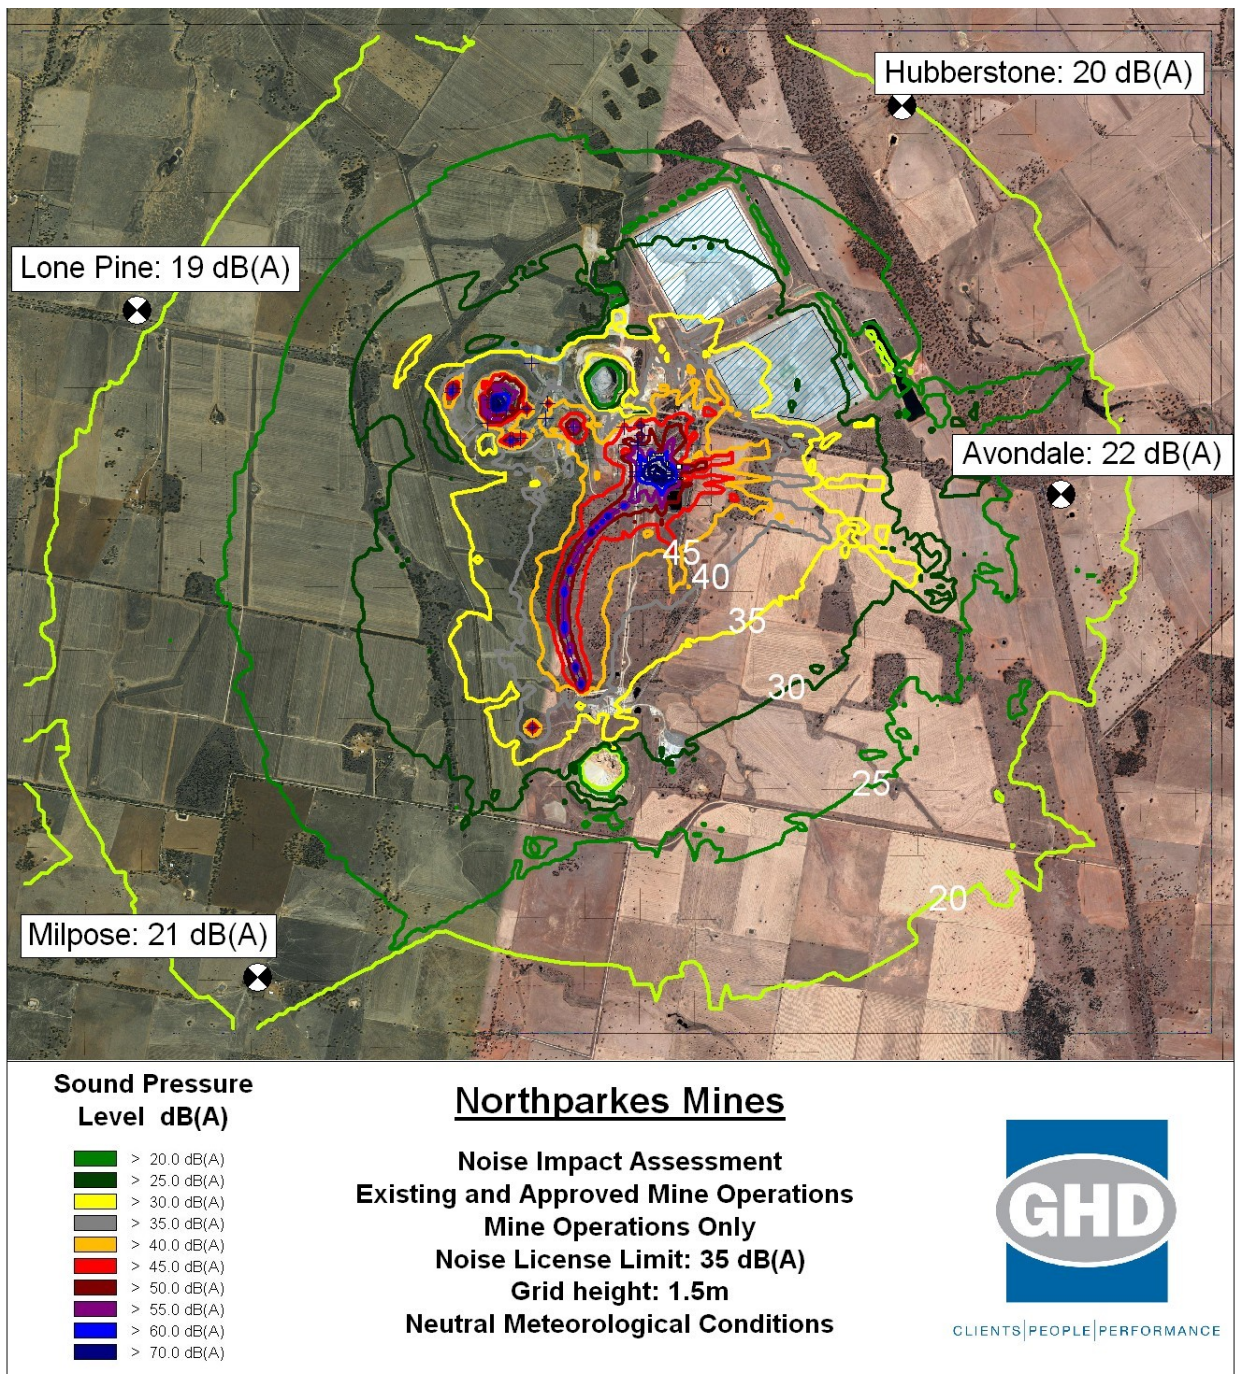 Hubberstone: 20 dB(A)
Lone Pine: 19 dB(A)
Avondale: 22 dB(A)
45
40
35
30
25
20
Milpose: 21 dB(A)
Sound Pressure
Level dB(A)
> 20.0 dB(A)
> 25.0 dB(A)
> 30.0 dB(A)
> 35.0 dB(A)
> 40.0 dB(A)
> 45.0 dB(A)
> 50.0 dB(A)
> 55.0 dB(A)
> 60.0 dB(A)
> 70.0 dB(A)
Northparkes Mines
Noise Impact Assessment
Existing and Approved Mine Operations
Mine Operations Only
Noise License Limit: 35 dB(A)
Grid height: 1.5m
Neutral Meteorological Conditions
GHD
CLIENTS|PEOPLE|PERFORMANCE